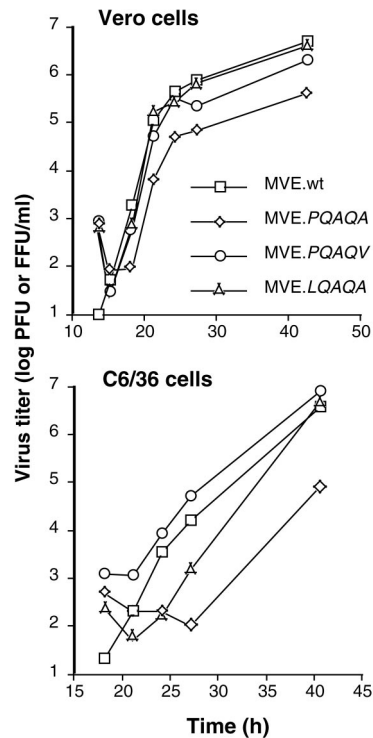 Vero cells
7
6
5
4
3
2
1
10 20 30 40 50
MVE.wt
MVE.PQAQA
MVE.PQAQV
MVE.LQAQA
Virus titer (log PFU or FFU/ml)
C6/36 cells
7
6
5
4
3
2
1
15 20 25 30 35 40 45
Time (h)